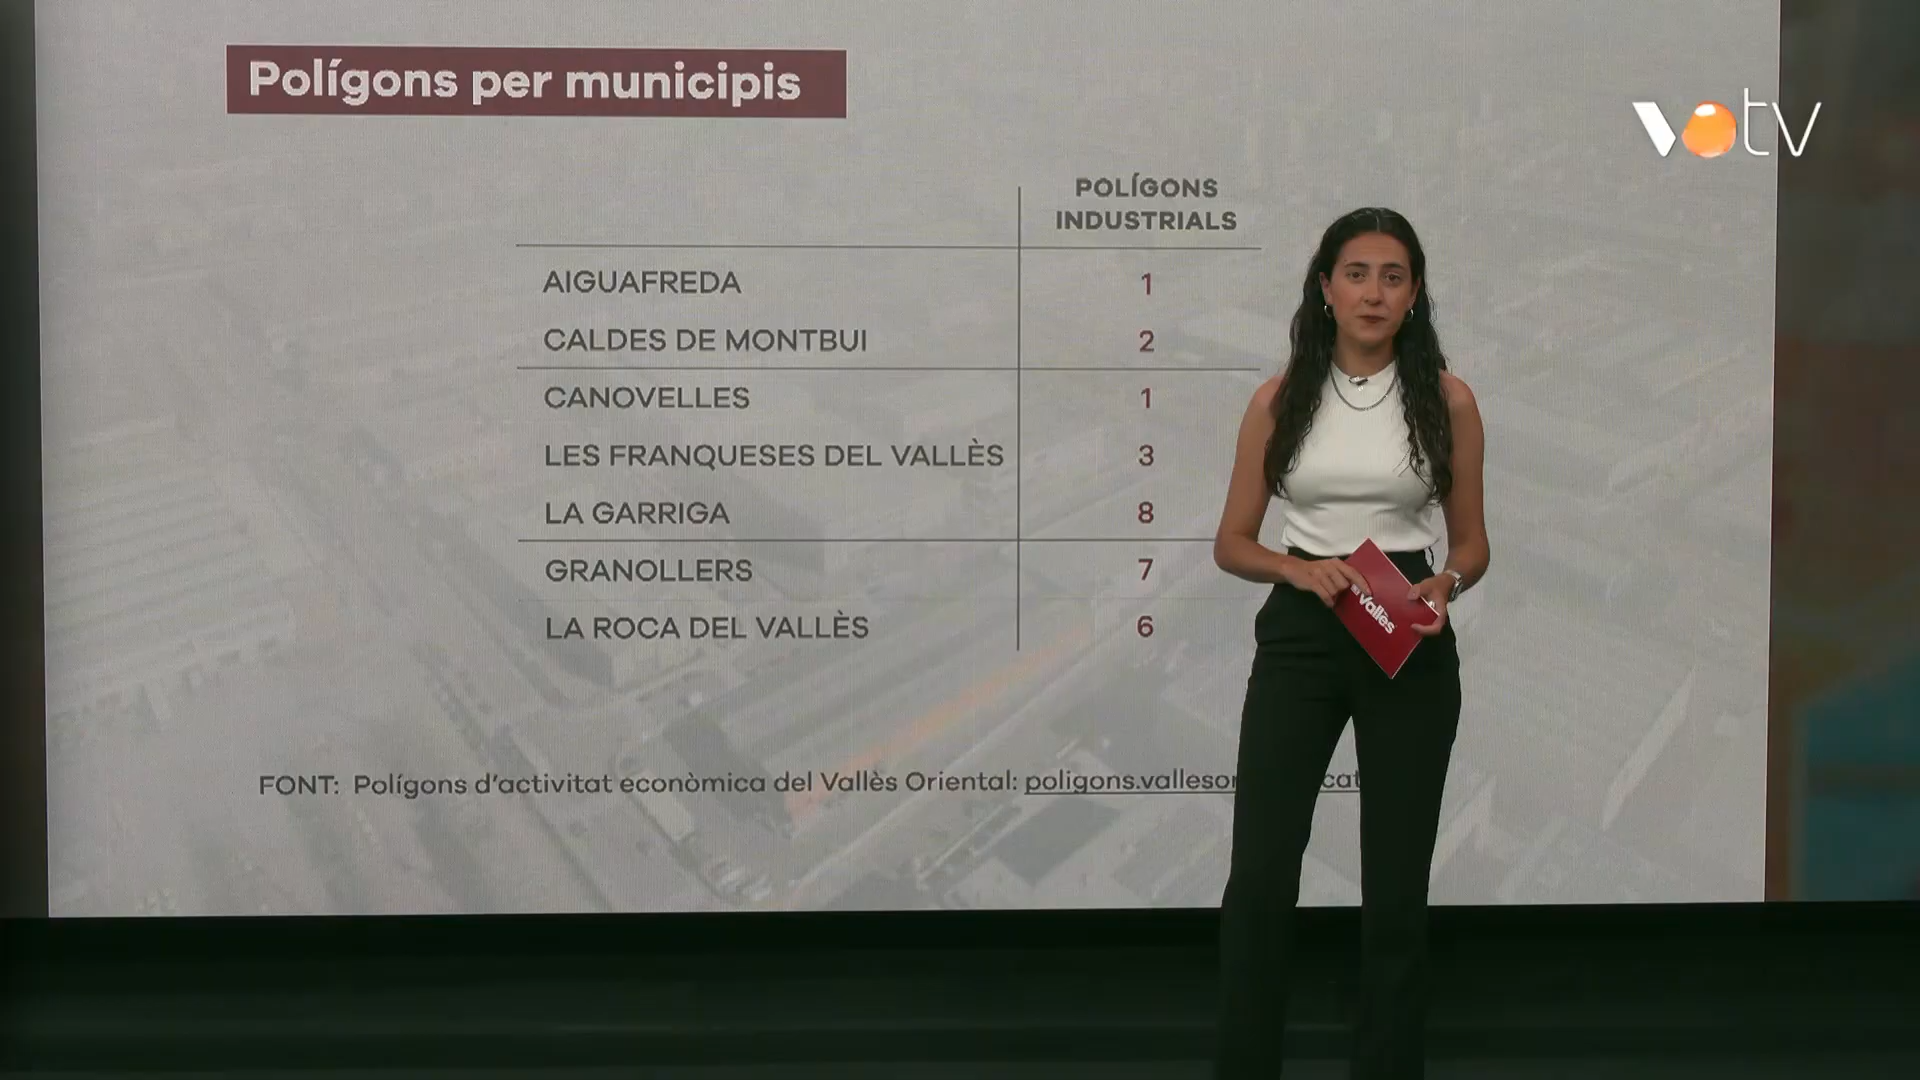 Polígons per municipis
votv
POLÍGONS
INDUSTRIALS
AIGUAFREDA 1
CALDES DE MONTBUI 2
CANOVELLES 1
LES FRANQUESES DEL VALLÈS 3
LA GARRIGA 8
GRANOLLERS 7
LA ROCA DEL VALLÈS 6
Vallès
FONT: Polígons d'activitat econòmica del Vallès Oriental: